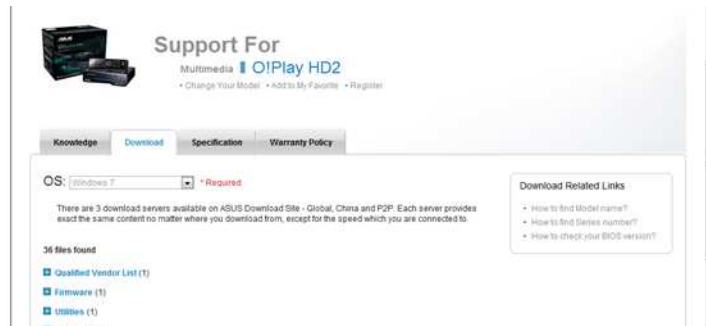 ASUS
Support For
Multimedia O!Play HD2
• Change Your Model • Add to My Favorite • Register
Knowledge Download Specification Warranty Policy
OS: Windows 7 * Required
There are 3 download servers available on ASUS Download Site - Global, China and P2P. Each server provides
exact the same content no matter where you download from, except for the speed which you are connected to.
36 files found
Qualified Vendor List (1)
Firmware (1)
Utilities (1)
Download Related Links
• How to find Model name?
• How to find Series number?
• How to check your BIOS version?